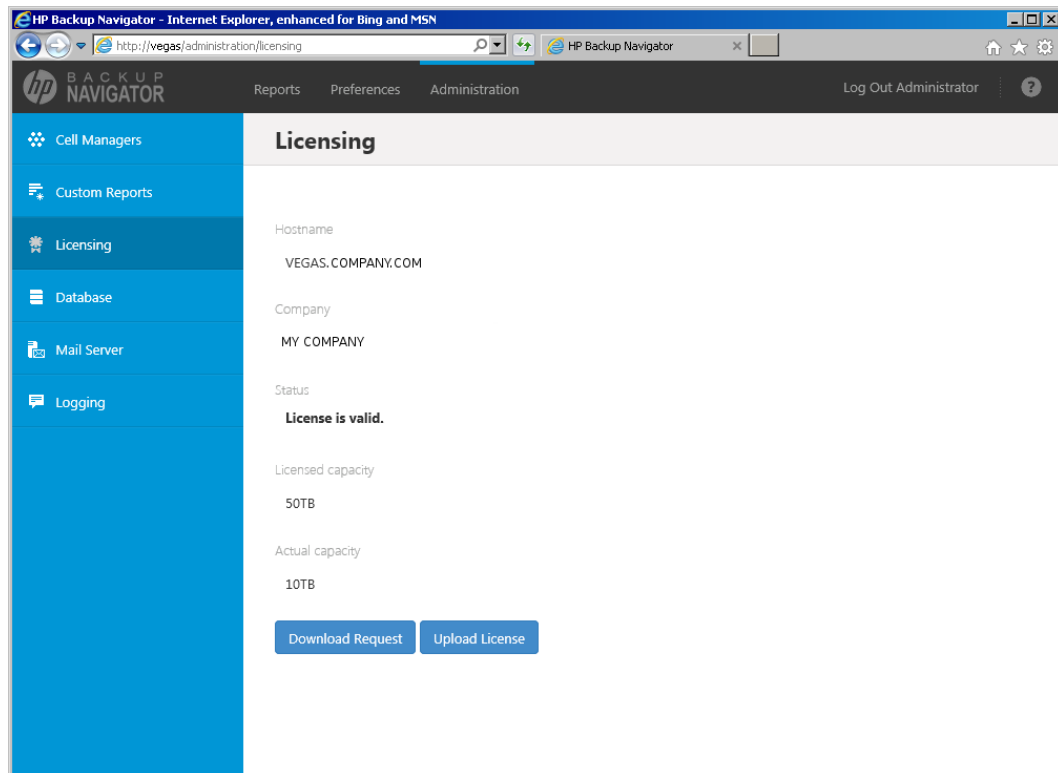 HP Backup Navigator - Internet Explorer, enhanced for Bing and MSN
http://vegas/administration/licensing
HP Backup Navigator
hp BACKUP NAVIGATOR
Reports Preferences Administration Log Out Administrator ?
Cell Managers
Custom Reports
Licensing
Database
Mail Server
Logging
Licensing
Hostname
VEGAS.COMPANY.COM
Company
MY COMPANY
Status
License is valid.
Licensed capacity
50TB
Actual capacity
10TB
Download Request Upload License